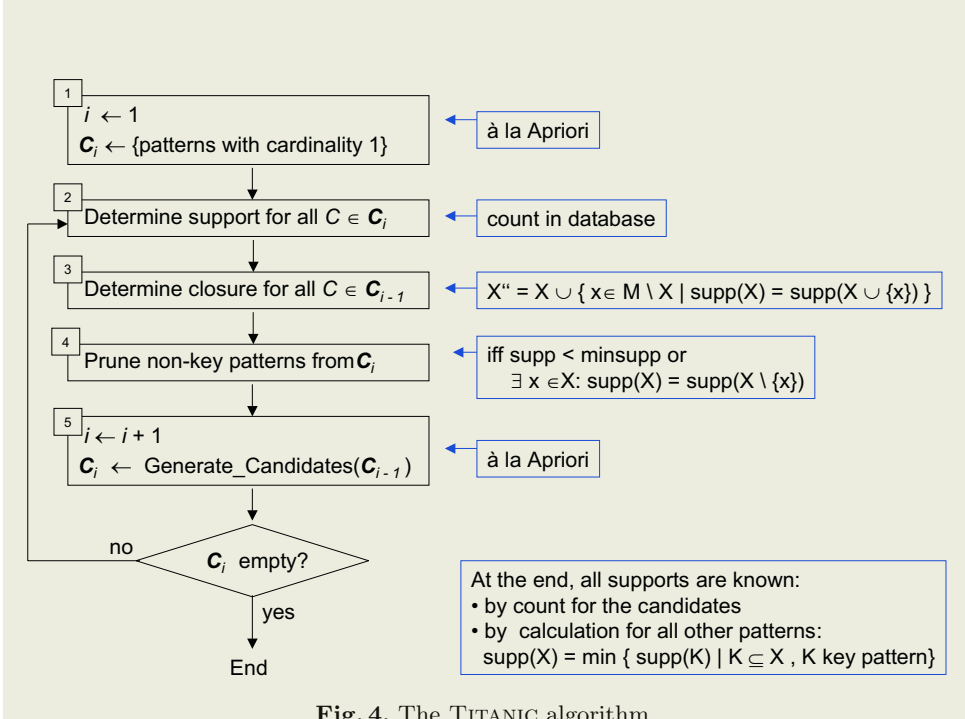 1
i ← 1
C_i ← {patterns with cardinality 1}
à la Apriori
2
Determine support for all C ∈ C_i
count in database
3
Determine closure for all C ∈ C_{i - 1}
X“ = X ∪ { x∈ M \ X | supp(X) = supp(X ∪ {x}) }
4
Prune non-key patterns from C_i
iff supp < minsupp or
∃ x ∈X: supp(X) = supp(X \ {x})
5
i ← i + 1
C_i ← Generate_Candidates(C_{i - 1})
à la Apriori
no
C_i empty?
yes
End
At the end, all supports are known:
• by count for the candidates
• by calculation for all other patterns:
supp(X) = min { supp(K) | K ⊆ X , K key pattern}
Fig. 4. The TITANIC algorithm